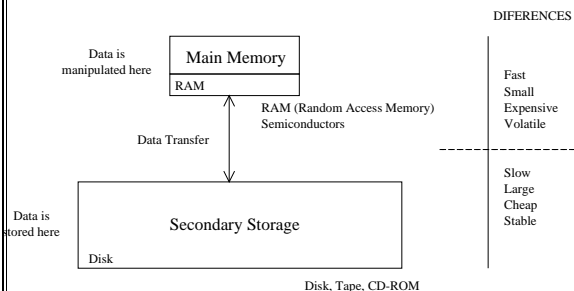 DIFERENCES
Data is
manipulated here
Main Memory
RAM
RAM (Random Access Memory)
Semiconductors
Fast
Small
Expensive
Volatile
Data Transfer
Slow
Large
Cheap
Stable
Data is
stored here
Secondary Storage
Disk
Disk, Tape, CD-ROM